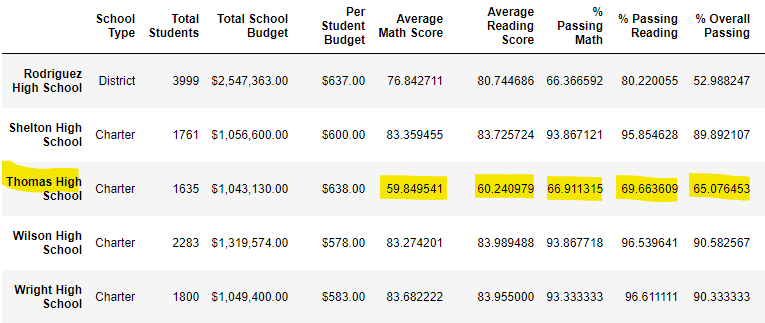 School Type Total Students Total School Budget Per Student Budget Average Math Score Average Reading Score % Passing Math % Passing Reading % Overall Passing
Rodriguez High School District 3999 $2,547,363.00 $637.00 76.842711 80.744686 66.366592 80.220055 52.988247
Shelton High School Charter 1761 $1,056,600.00 $600.00 83.359455 83.725724 93.867121 95.854628 89.892107
Thomas High School Charter 1635 $1,043,130.00 $638.00 59.849541 60.240979 66.911315 69.663609 65.076453
Wilson High School Charter 2283 $1,319,574.00 $578.00 83.274201 83.989488 93.867718 96.539641 90.582567
Wright High School Charter 1800 $1,049,400.00 $583.00 83.682222 83.955000 93.333333 96.611111 90.333333